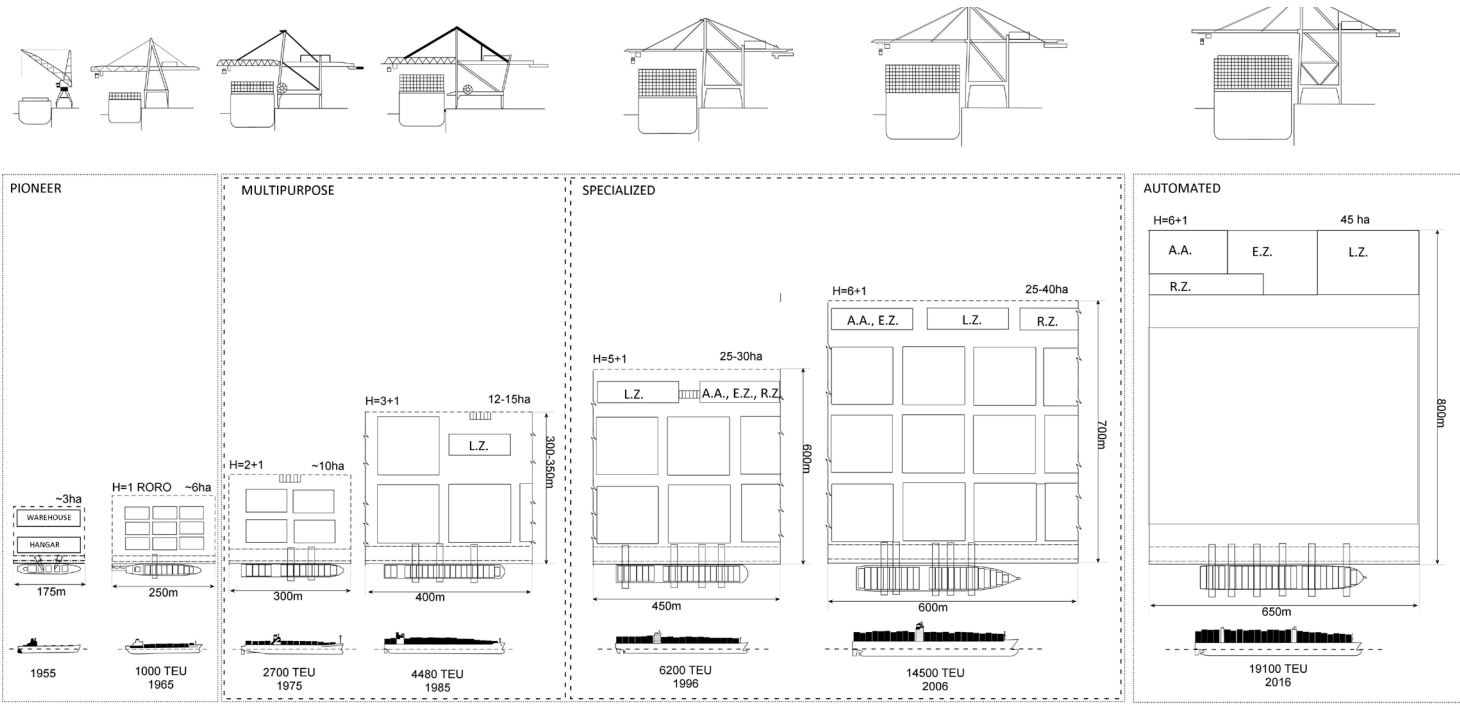 PIONEER
~3ha
WAREHOUSE
HANGAR
175m
1955
H=1 RORO ~6ha
RORO
250m
1000 TEU
1965
MULTIPURPOSE
H=2+1 ~10ha
300m
2700 TEU
1975
H=3+1 12-15ha
L.Z.
300-350m
400m
4480 TEU
1985
SPECIALIZED
H=5+1 25-30ha
L.Z. A.A., E.Z., R.Z.
600m
450m
6200 TEU
1996
H=6+1 25-40ha
A.A., E.Z. L.Z. R.Z.
700m
600m
14500 TEU
2006
AUTOMATED
H=6+1 45 ha
A.A. E.Z. L.Z.
R.Z.
800m
650m
19100 TEU
2016